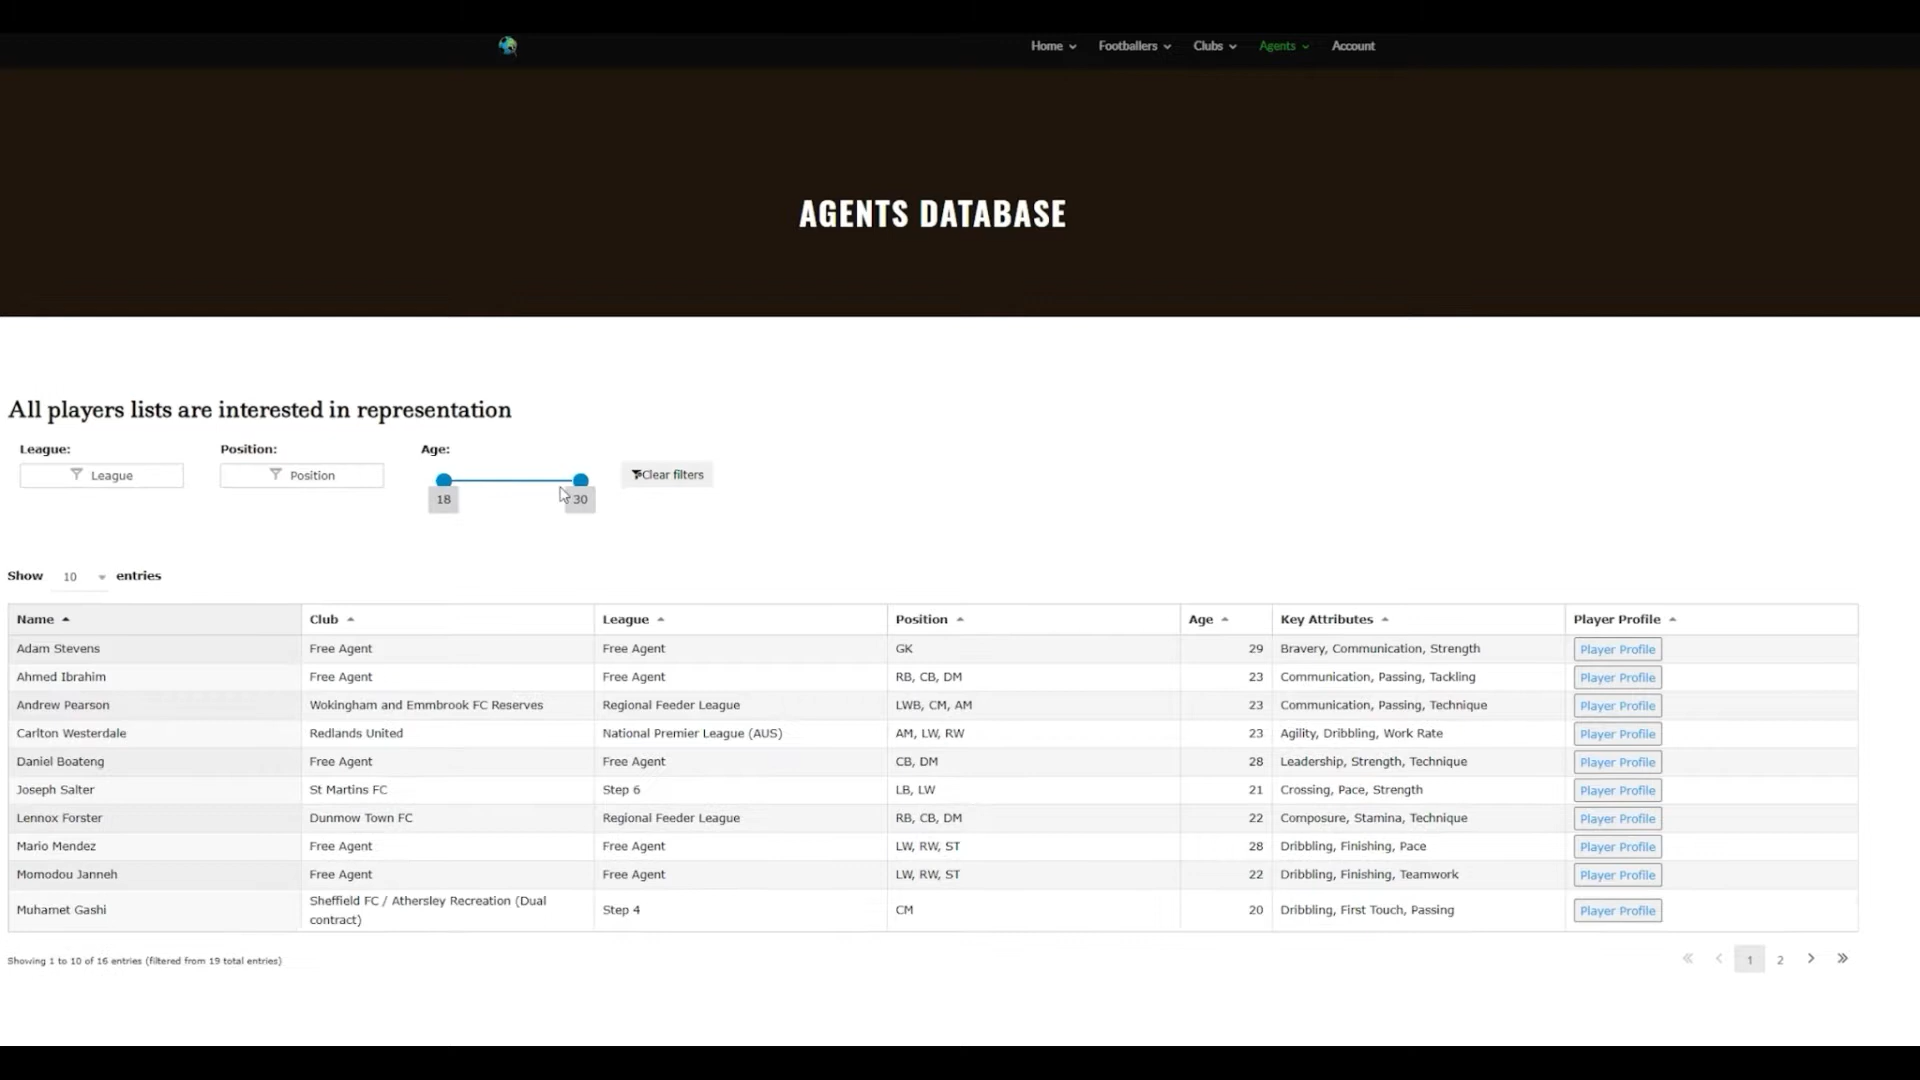 Home Footballers Clubs Agents Account
AGENTS DATABASE
All players lists are interested in representation
League: Position: Age:
League Position Clear filters
18 30
Show 10 entries
Name Club League Position Age Key Attributes Player Profile
Adam Stevens Free Agent Free Agent GK 29 Bravery, Communication, Strength Player Profile
Ahmed Ibrahim Free Agent Free Agent RB, CB, DM 23 Communication, Passing, Tackling Player Profile
Andrew Pearson Wokingham and Emmbrook FC Reserves Regional Feeder League LWB, CM, AM 23 Communication, Passing, Technique Player Profile
Carlton Westerdale Redlands United National Premier League (AUS) AM, LW, RW 23 Agility, Dribbling, Work Rate Player Profile
Daniel Boateng Free Agent Free Agent CB, DM 28 Leadership, Strength, Technique Player Profile
Joseph Salter St Martins FC Step 6 LB, LW 21 Crossing, Pace, Strength Player Profile
Lennox Forster Dunmow Town FC Regional Feeder League RB, CB, DM 22 Composure, Stamina, Technique Player Profile
Mario Mendez Free Agent Free Agent LW, RW, ST 28 Dribbling, Finishing, Pace Player Profile
Momodou Janneh Free Agent Free Agent LW, RW, ST 22 Dribbling, Finishing, Teamwork Player Profile
Muhamet Gashi Sheffield FC / Athersley Recreation (Dual
contract) Step 4 CM 20 Dribbling, First Touch, Passing Player Profile
Showing 1 to 10 of 16 entries (filtered from 19 total entries) « ‹ 1 2 › »